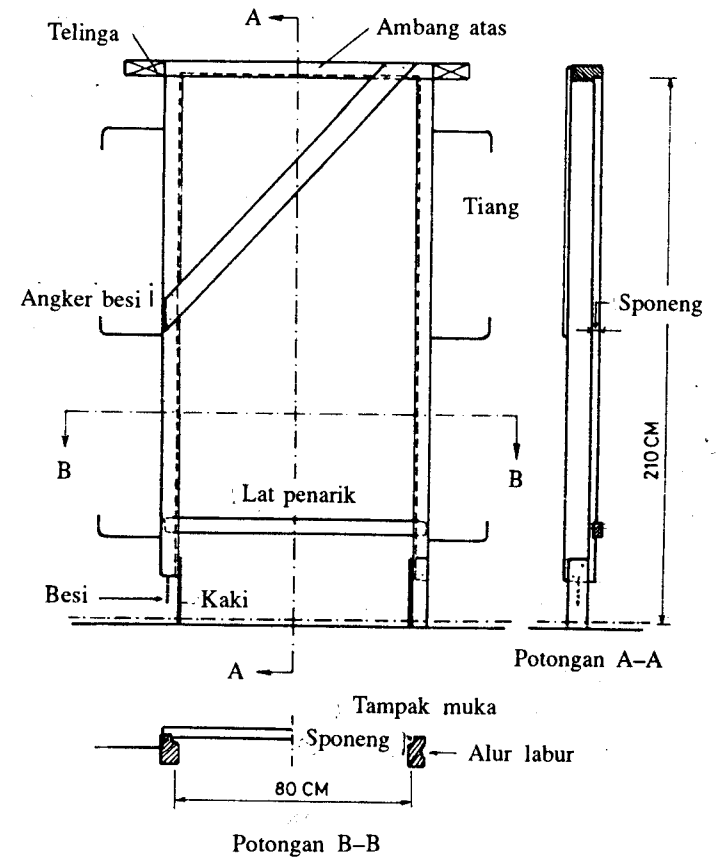 A
Telinga
Ambang atas
Tiang
Angker besi
Sponeng
210 CM
B
B
Lat penarik
Besi
Kaki
A
Potongan A–A
Tampak muka
Sponeng
Alur labur
80 CM
Potongan B–B